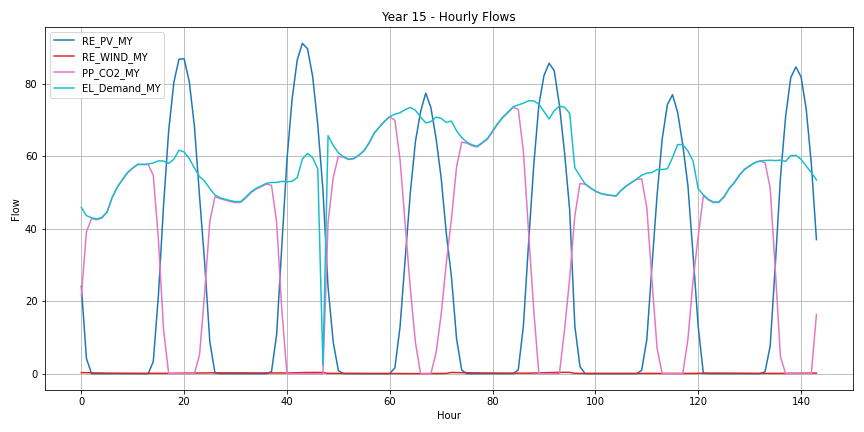 Year 15 - Hourly Flows
RE_PV_MY
RE_WIND_MY
PP_CO2_MY
EL_Demand_MY
Flow
80
60
40
20
0
0
20
40
60
80
100
120
140
Hour